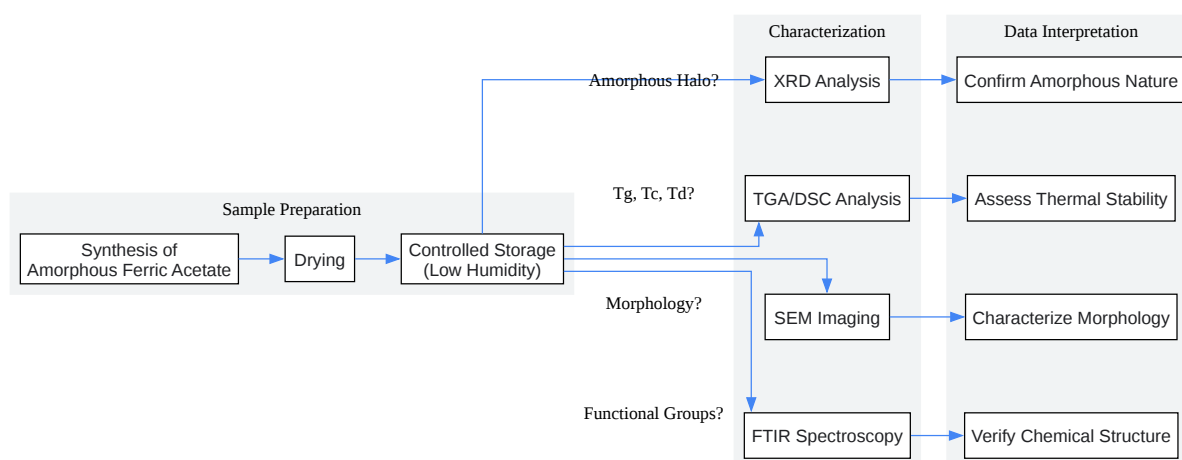 Characterization
Data Interpretation
Amorphous Halo?
XRD Analysis
Confirm Amorphous Nature
Tg, Tc, Td?
TGA/DSC Analysis
Assess Thermal Stability
Sample Preparation
Synthesis of
Amorphous Ferric Acetate
Drying
Controlled Storage
(Low Humidity)
Morphology?
SEM Imaging
Characterize Morphology
Functional Groups?
FTIR Spectroscopy
Verify Chemical Structure